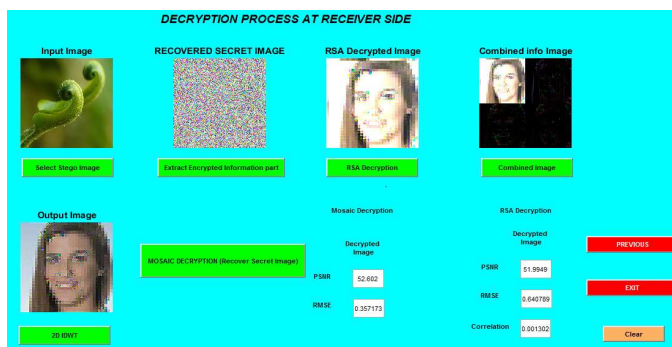 DECRYPTION PROCESS AT RECEIVER SIDE
Input Image
RECOVERED SECRET IMAGE
RSA Decrypted Image
Combined info Image
Select Stego Image
Extract Encrypted Information part
RSA Decryption
Combined Image
Output Image
Mosaic Decryption
RSA Decryption
Decrypted
Image
Decrypted
Image
MOSAIC DECRYPTION (Recover Secret Image)
PREVIOUS
PSNR
52.602
PSNR
51.9949
RMSE
0.357173
RMSE
0.640789
EXIT
2D IDWT
Correlation
0.001302
Clear